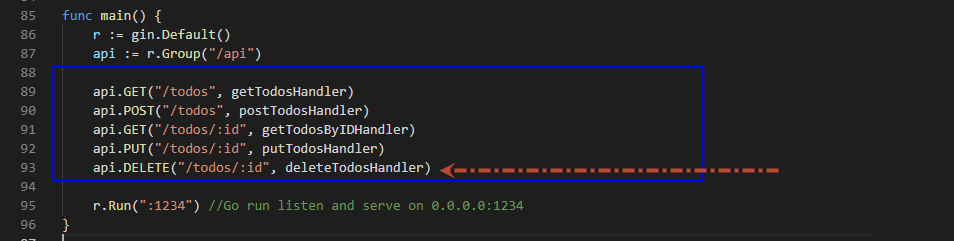 85 func main() {
86 r := gin.Default()
87 api := r.Group("/api")
88
89 api.GET("/todos", getTodosHandler)
90 api.POST("/todos", postTodosHandler)
91 api.GET("/todos/:id", getTodosByIDHandler)
92 api.PUT("/todos/:id", putTodosHandler)
93 api.DELETE("/todos/:id", deleteTodosHandler)
94
95 r.Run(":1234") //Go run listen and serve on 0.0.0.0:1234
96 }